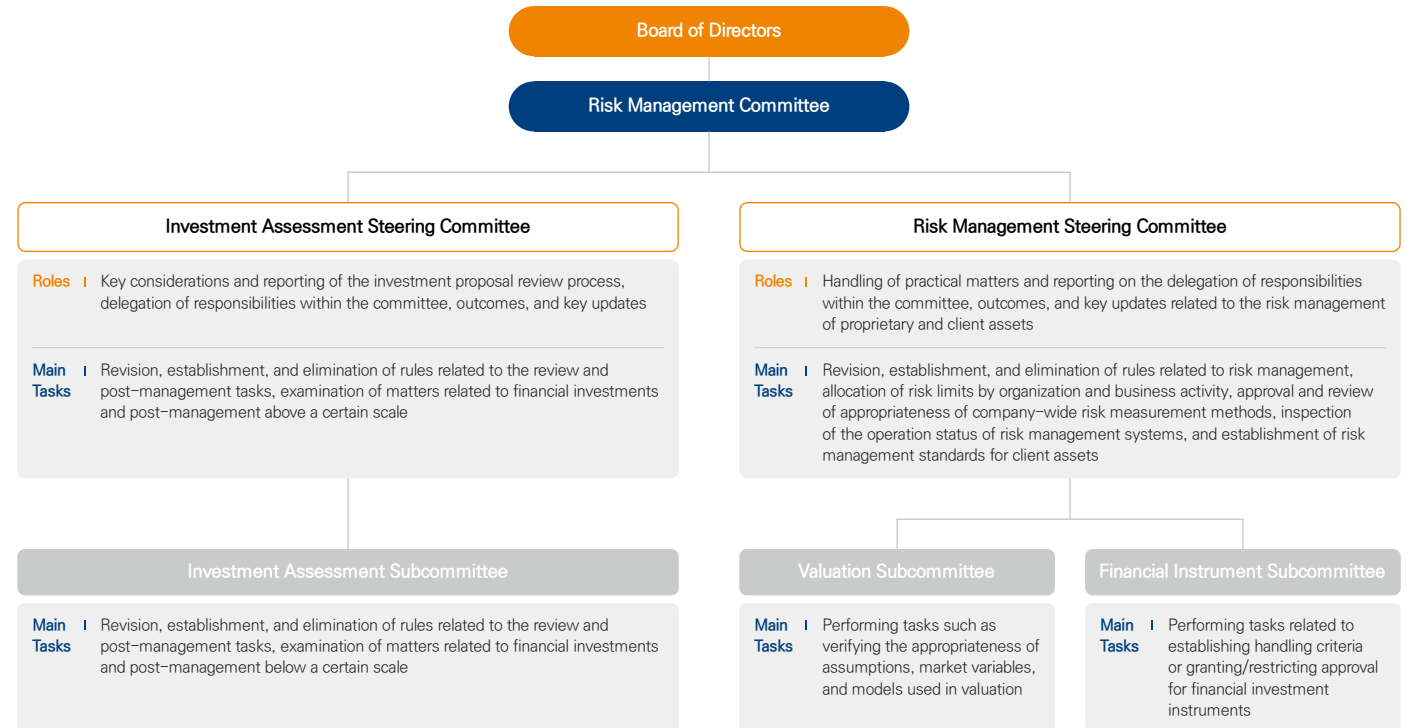 Board of Directors
Risk Management Committee
Investment Assessment Steering Committee
Roles
Key considerations and reporting of the investment proposal review process,
delegation of responsibilities within the committee, outcomes, and key updates
Main
Tasks
Revision, establishment, and elimination of rules related to the review and
post-management tasks, examination of matters related to financial investments
and post-management above a certain scale
Risk Management Steering Committee
Roles
Handling of practical matters and reporting on the delegation of responsibilities
within the committee, outcomes, and key updates related to the risk management
of proprietary and client assets
Main
Tasks
Revision, establishment, and elimination of rules related to risk management,
allocation of risk limits by organization and business activity, approval and review
of appropriateness of company-wide risk measurement methods, inspection
of the operation status of risk management systems, and establishment of risk
management standards for client assets
Investment Assessment Subcommittee
Main
Tasks
Revision, establishment, and elimination of rules related to the review and
post-management tasks, examination of matters related to financial investments
and post-management below a certain scale
Valuation Subcommittee
Main
Tasks
Performing tasks such as
verifying the appropriateness of
assumptions, market variables,
and models used in valuation
Financial Instrument Subcommittee
Main
Tasks
Performing tasks related to
establishing handling criteria
or granting/restricting approval
for financial investment
instruments